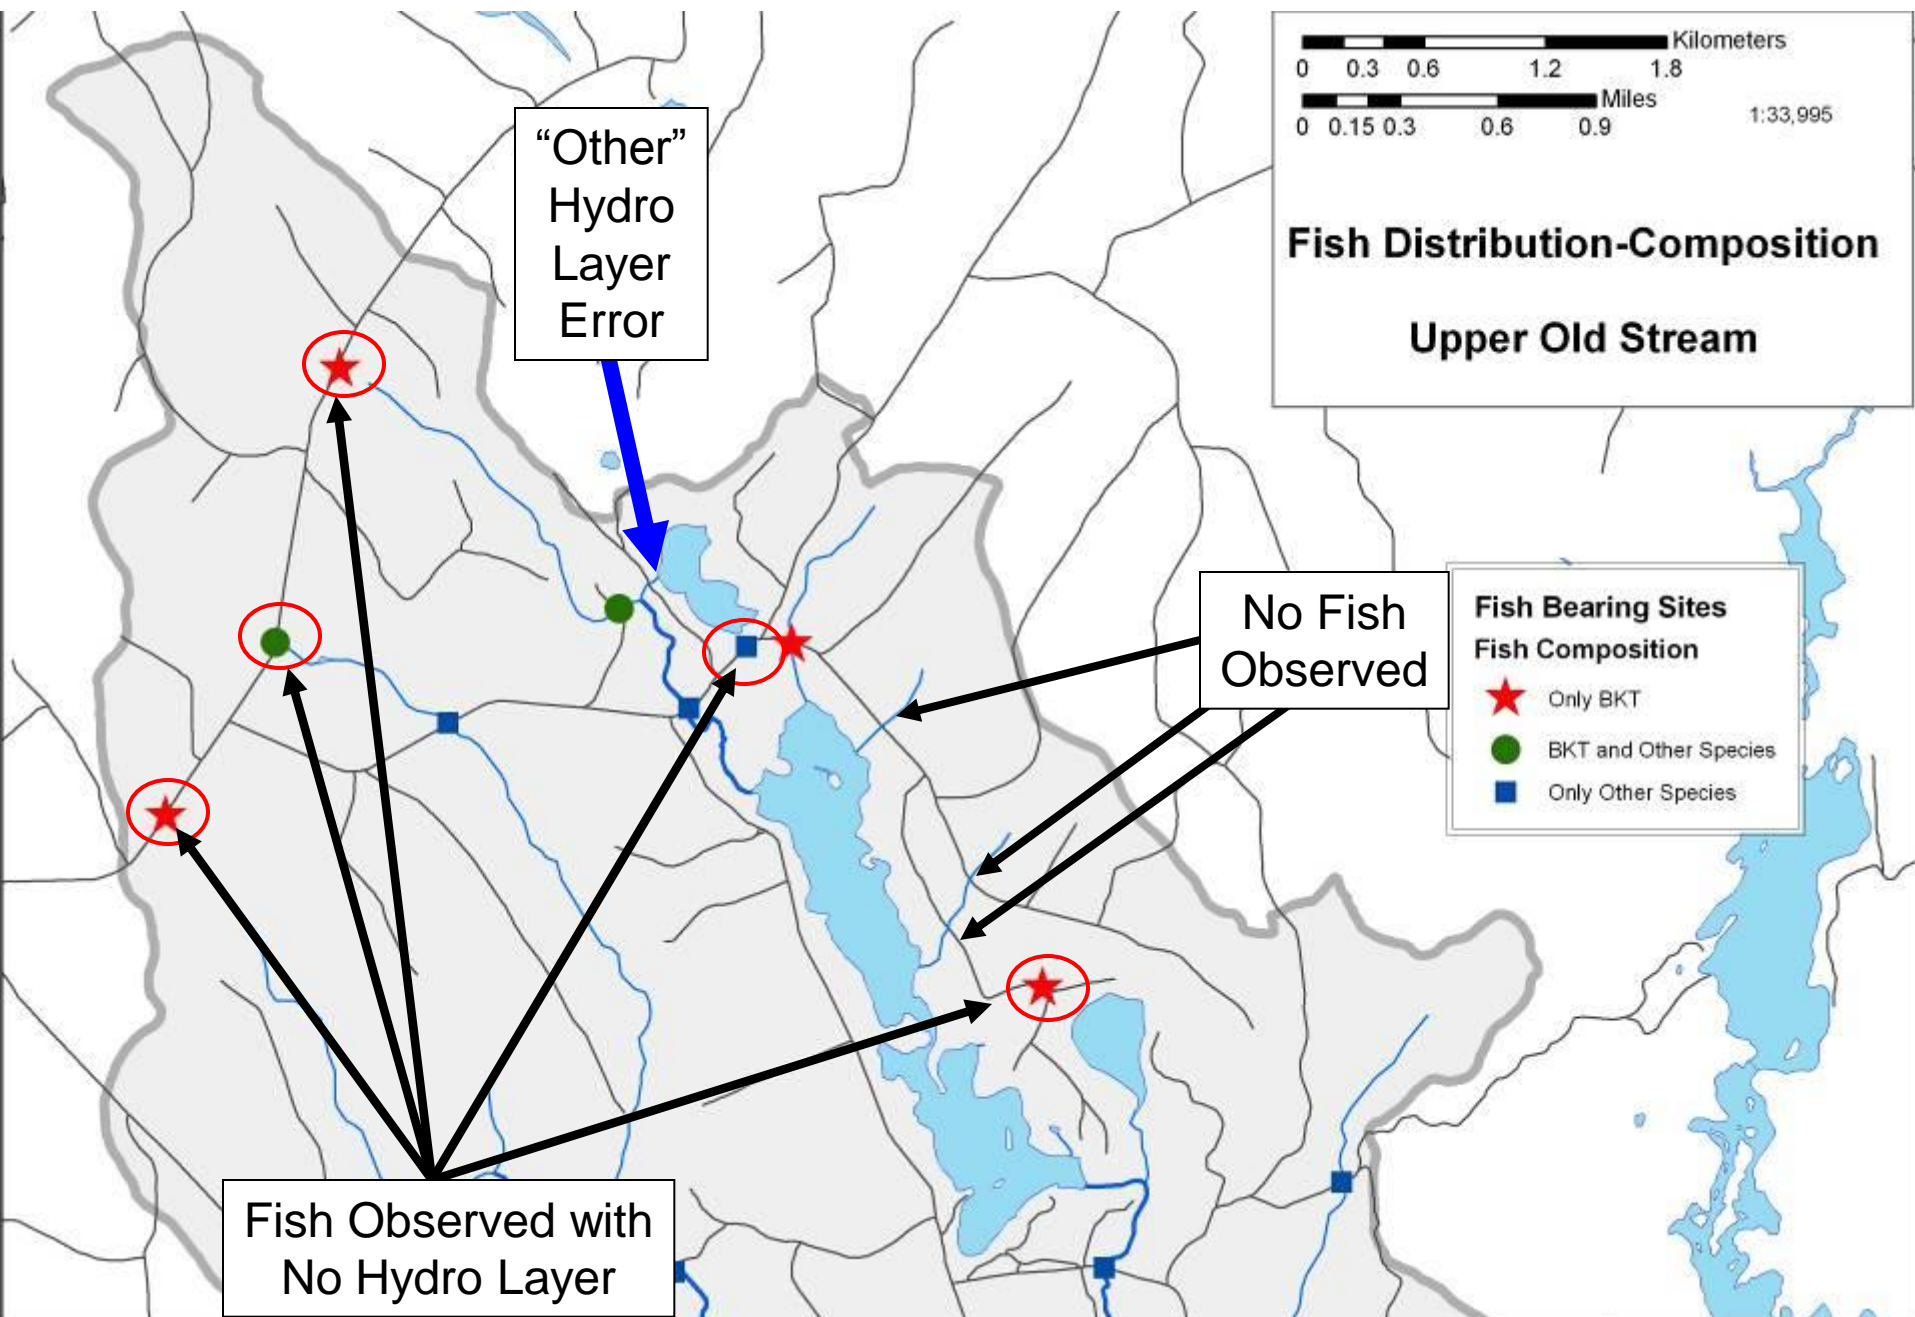 Kilometers
0 0.3 0.6 1.2 1.8
Miles
0 0.15 0.3 0.6 0.9
1:33,995
Fish Distribution-Composition
Upper Old Stream
“Other”
Hydro
Layer
Error
No Fish
Observed
Fish Bearing Sites
Fish Composition
Only BKT
BKT and Other Species
Only Other Species
Fish Observed with
No Hydro Layer